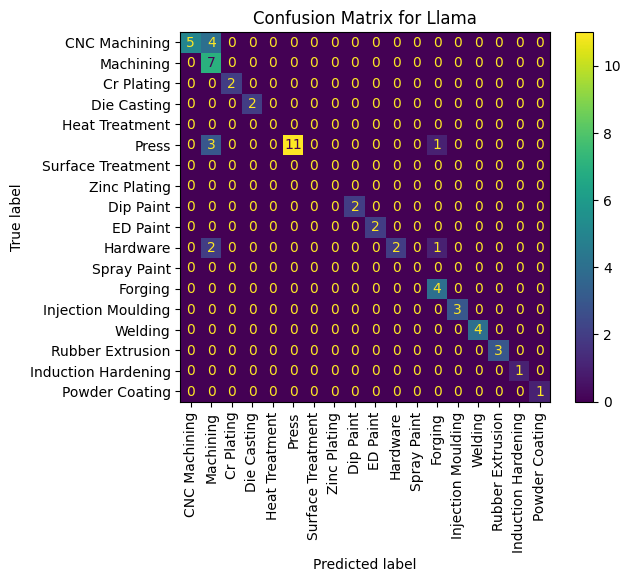 Confusion Matrix for Llama
True label
CNC Machining 5 4 0 0 0 0 0 0 0 0 0 0 0 0 0 0 0 0
Machining 0 7 0 0 0 0 0 0 0 0 0 0 0 0 0 0 0 0
Cr Plating 0 0 2 0 0 0 0 0 0 0 0 0 0 0 0 0 0 0
Die Casting 0 0 0 2 0 0 0 0 0 0 0 0 0 0 0 0 0 0
Heat Treatment 0 0 0 0 0 0 0 0 0 0 0 0 0 0 0 0 0 0
Press 0 3 0 0 0 11 0 0 0 0 0 0 1 0 0 0 0 0
Surface Treatment 0 0 0 0 0 0 0 0 0 0 0 0 0 0 0 0 0 0
Zinc Plating 0 0 0 0 0 0 0 0 0 0 0 0 0 0 0 0 0 0
Dip Paint 0 0 0 0 0 0 0 0 2 0 0 0 0 0 0 0 0 0
ED Paint 0 0 0 0 0 0 0 0 0 2 0 0 0 0 0 0 0 0
Hardware 0 2 0 0 0 0 0 0 0 0 2 0 1 0 0 0 0 0
Spray Paint 0 0 0 0 0 0 0 0 0 0 0 0 0 0 0 0 0 0
Forging 0 0 0 0 0 0 0 0 0 0 0 0 4 0 0 0 0 0
Injection Moulding 0 0 0 0 0 0 0 0 0 0 0 0 0 3 0 0 0 0
Welding 0 0 0 0 0 0 0 0 0 0 0 0 0 0 4 0 0 0
Rubber Extrusion 0 0 0 0 0 0 0 0 0 0 0 0 0 0 0 3 0 0
Induction Hardening 0 0 0 0 0 0 0 0 0 0 0 0 0 0 0 0 1 0
Powder Coating 0 0 0 0 0 0 0 0 0 0 0 0 0 0 0 0 0 1
CNC Machining
Machining
Cr Plating
Die Casting
Heat Treatment
Press
Surface Treatment
Zinc Plating
Dip Paint
ED Paint
Hardware
Spray Paint
Forging
Injection Moulding
Welding
Rubber Extrusion
Induction Hardening
Powder Coating
Predicted label
10
8
6
4
2
0